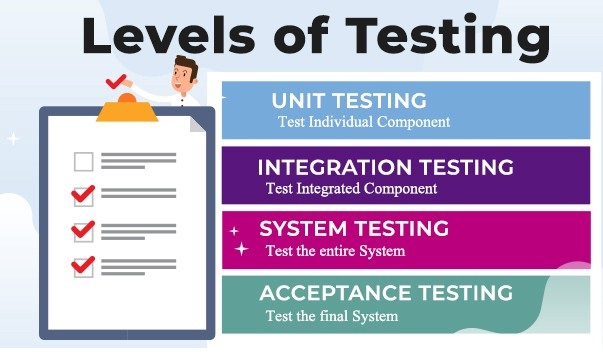 Levels of Testing
UNIT TESTING
Test Individual Component
INTEGRATION TESTING
Test Integrated Component
SYSTEM TESTING
Test the entire System
ACCEPTANCE TESTING
Test the final System